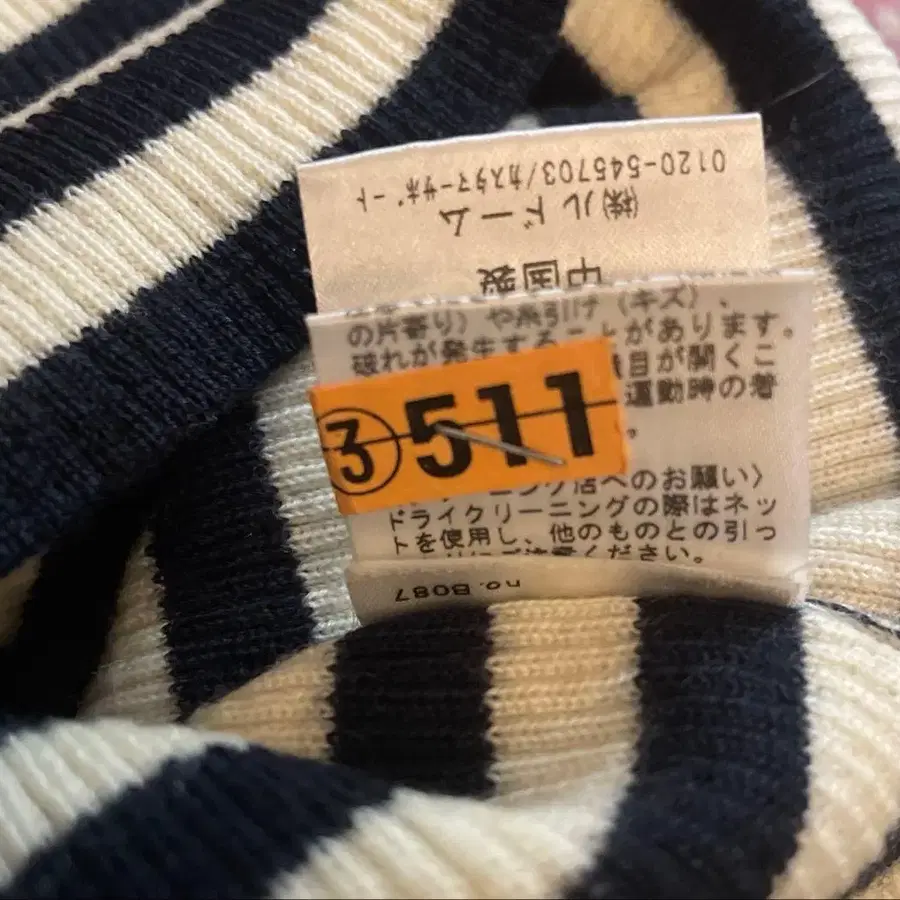 0120-545703/カスタマーサポート
㈱ルドーム
中国製
の片寄り)や糸引け(キズ)、
破れが発生することがあります。
目が開くこ
運動時の着
。
③511
店へのお願い〉
ドライクリーニングの際はネッ
トを使用し、他のものとの引っ
ください。
no. B087